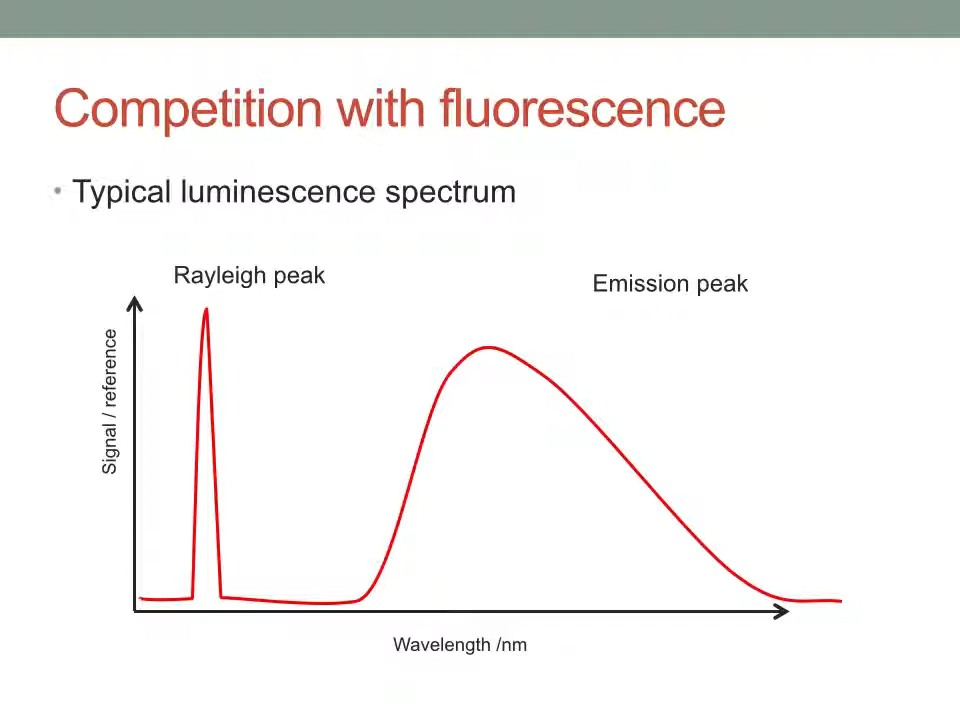 Competition with fluorescence
• Typical luminescence spectrum
Rayleigh peak
Emission peak
Signal / reference
Wavelength /nm